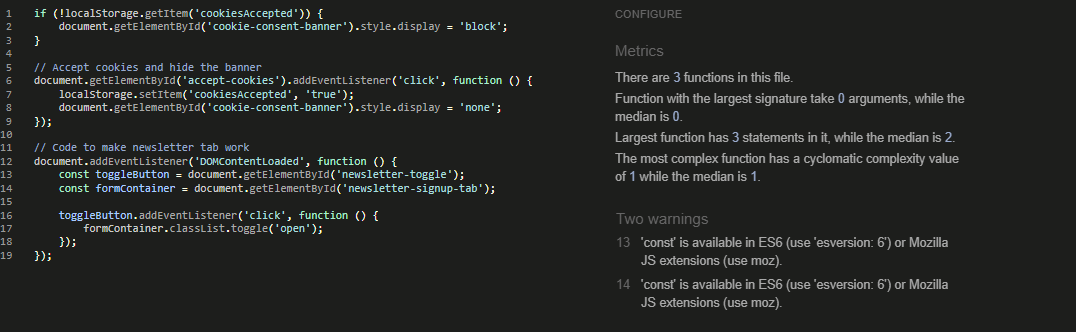 1 if (!localStorage.getItem('cookiesAccepted')) {
2 document.getElementById('cookie-consent-banner').style.display = 'block';
3 }
4
5 // Accept cookies and hide the banner
6 document.getElementById('accept-cookies').addEventListener('click', function () {
7 localStorage.setItem('cookiesAccepted', 'true');
8 document.getElementById('cookie-consent-banner').style.display = 'none';
9 });
10
11 // Code to make newsletter tab work
12 document.addEventListener('DOMContentLoaded', function () {
13 const toggleButton = document.getElementById('newsletter-toggle');
14 const formContainer = document.getElementById('newsletter-signup-tab');
15
16 toggleButton.addEventListener('click', function () {
17 formContainer.classList.toggle('open');
18 });
19 });
CONFIGURE
Metrics
There are 3 functions in this file.
Function with the largest signature take 0 arguments, while the
median is 0.
Largest function has 3 statements in it, while the median is 2.
The most complex function has a cyclomatic complexity value
of 1 while the median is 1.
Two warnings
13 'const' is available in ES6 (use 'esversion: 6') or Mozilla
JS extensions (use moz).
14 'const' is available in ES6 (use 'esversion: 6') or Mozilla
JS extensions (use moz).